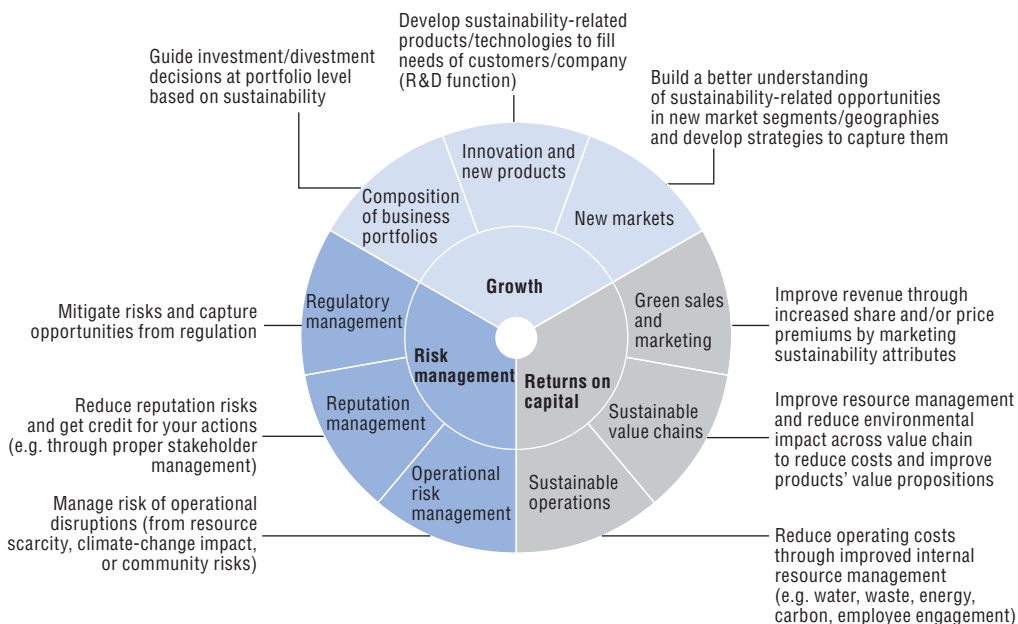 Develop sustainability-related
products/technologies to fill
needs of customers/company
(R&D function)
Guide investment/divestment
decisions at portfolio level
based on sustainability
Build a better understanding
of sustainability-related opportunities
in new market segments/geographies
and develop strategies to capture them
Innovation and
new products
Composition
of business
portfolios
New markets
Growth
Regulatory
management
Green sales
and
marketing
Mitigate risks and capture
opportunities from regulation
Improve revenue through
increased share and/or price
premiums by marketing
sustainability attributes
Risk
management
Returns on
capital
Reputation
management
Sustainable
value chains
Reduce reputation risks
and get credit for your actions
(e.g. through proper stakeholder
management)
Improve resource management
and reduce environmental
impact across value chain
to reduce costs and improve
products' value propositions
Operational
risk
management
Sustainable
operations
Manage risk of operational
disruptions (from resource
scarcity, climate-change impact,
or community risks)
Reduce operating costs
through improved internal
resource management
(e.g. water, waste, energy,
carbon, employee engagement)